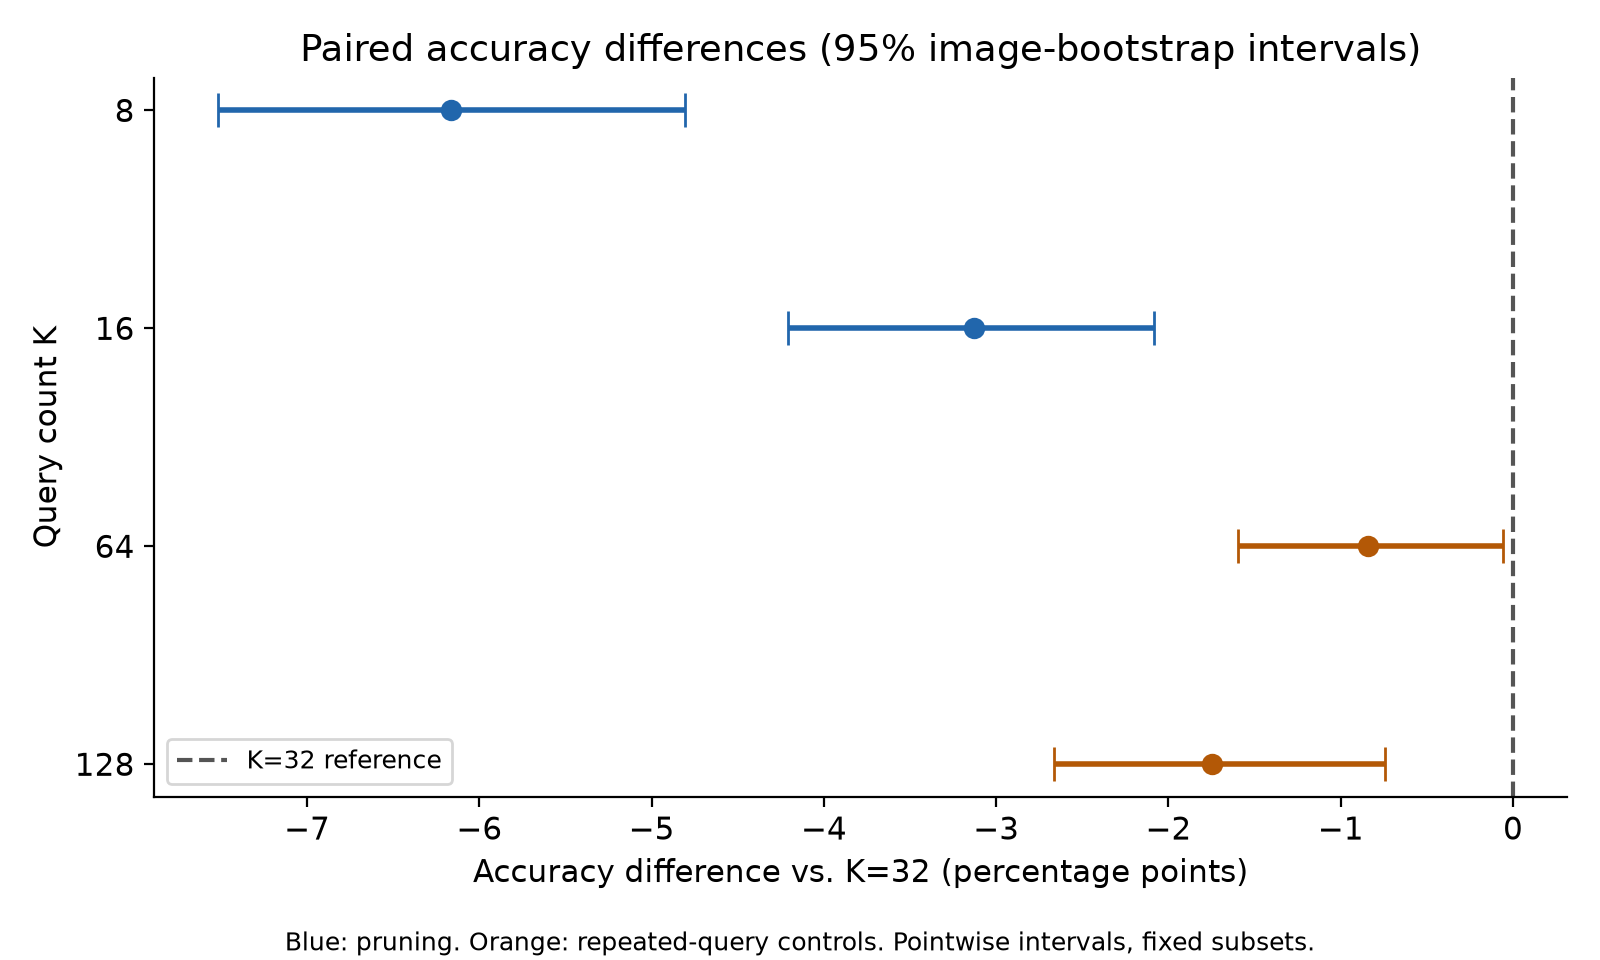 Paired accuracy differences (95% image-bootstrap intervals)
Query count K
8
16
64
128
K=32 reference
−7 −6 −5 −4 −3 −2 −1 0
Accuracy difference vs. K=32 (percentage points)
Blue: pruning. Orange: repeated-query controls. Pointwise intervals, fixed subsets.